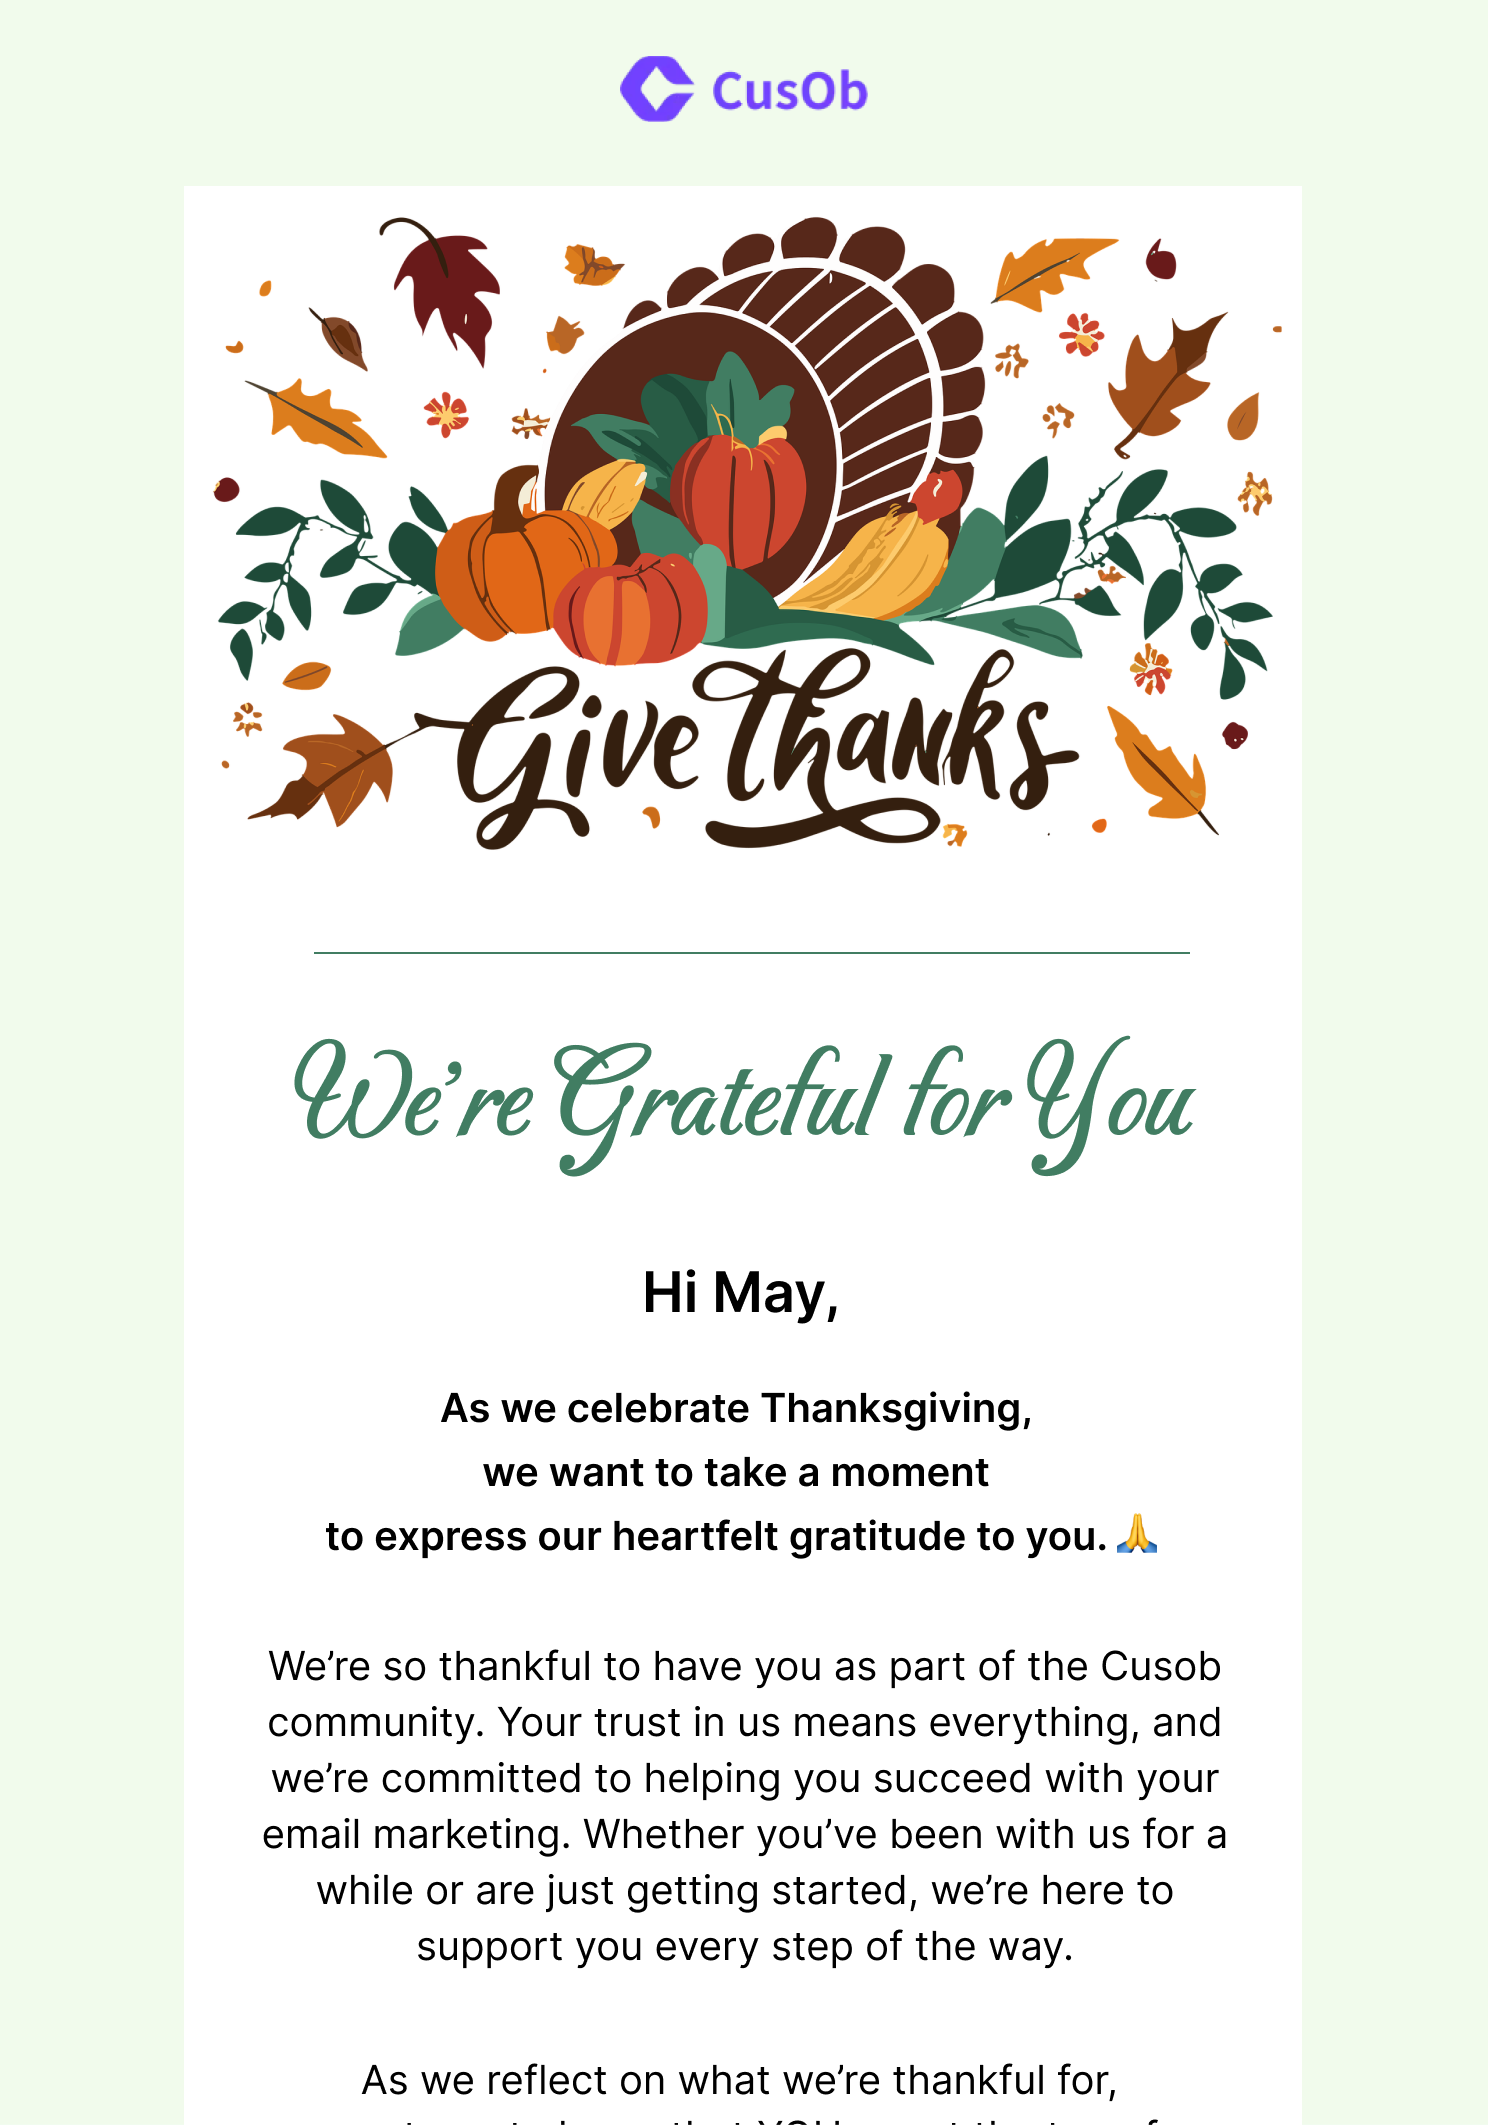 CusOb
Give Thanks
We’re Grateful for You
Hi May,
As we celebrate Thanksgiving,
we want to take a moment
to express our heartfelt gratitude to you. 🙏
We’re so thankful to have you as part of the Cusob
community. Your trust in us means everything, and
we’re committed to helping you succeed with your
email marketing. Whether you’ve been with us for a
while or are just getting started, we’re here to
support you every step of the way.
As we reflect on what we’re thankful for,